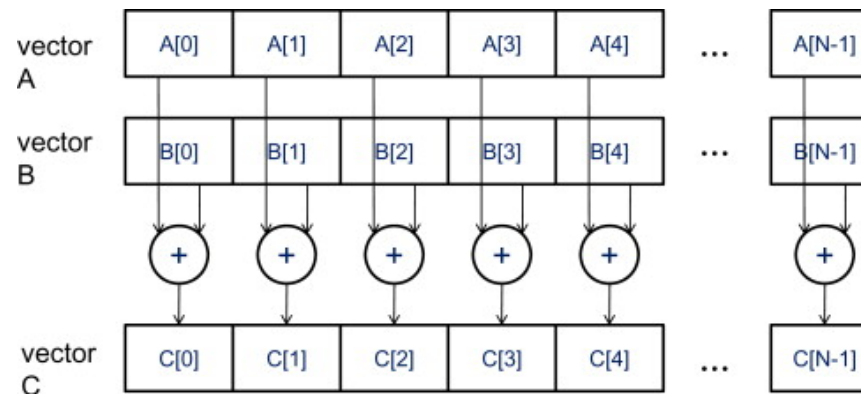 vector A A[0] A[1] A[2] A[3] A[4] ... A[N-1]
vector B B[0] B[1] B[2] B[3] B[4] ... B[N-1]
+ + + + + +
vector C C[0] C[1] C[2] C[3] C[4] ... C[N-1]